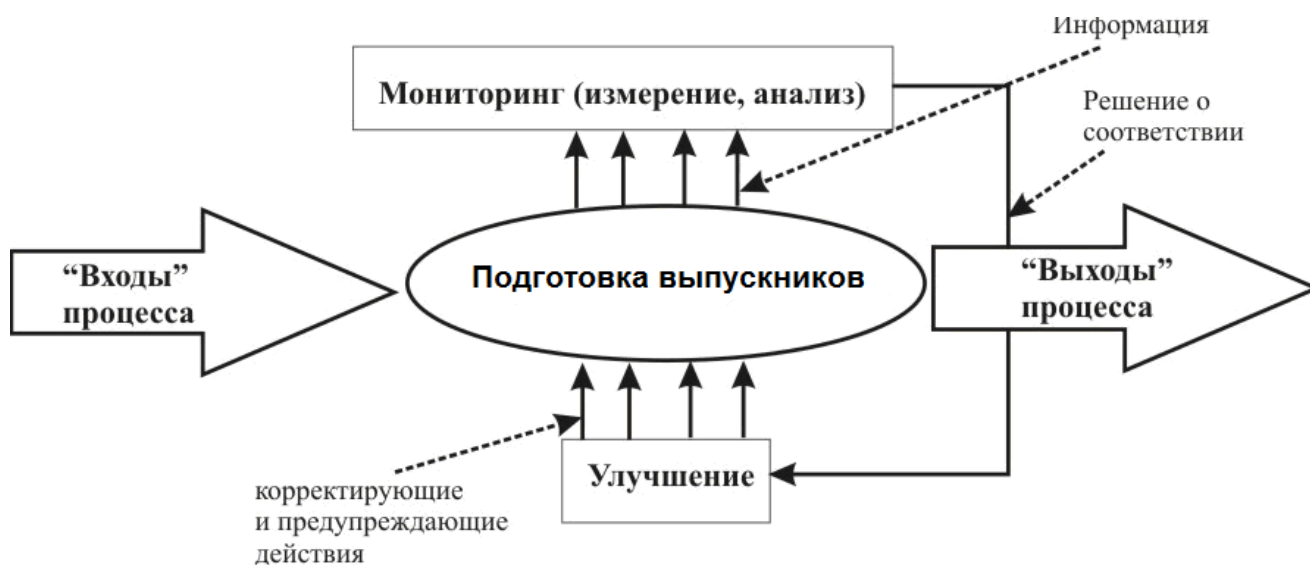 Информация
Мониторинг (измерение, анализ)
Решение о
соответствии
“Входы”
процесса
Подготовка выпускников
“Выходы”
процесса
Улучшение
корректирующие
и предупреждающие
действия